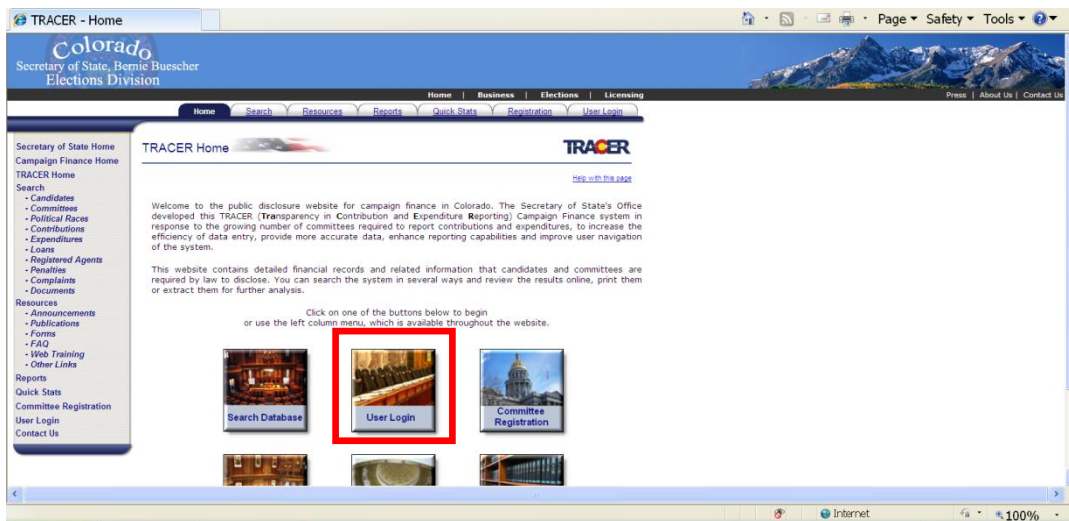 TRACER - Home
Page Safety Tools
Colorado
Secretary of State, Bernie Buescher
Elections Division
Home | Business | Elections | Licensing
Press | About Us | Contact Us
Home Search Resources Reports Quick Stats Registration User Login
Secretary of State Home
Campaign Finance Home
TRACER Home
Search
- Candidates
- Committees
- Political Races
- Contributions
- Expenditures
- Loans
- Registered Agents
- Penalties
- Complaints
- Documents
Resources
- Announcements
- Publications
- Forms
- FAQ
- Web Training
- Other Links
Reports
Quick Stats
Committee Registration
User Login
Contact Us
TRACER Home
TRACER
Help with this page
Welcome to the public disclosure website for campaign finance in Colorado. The Secretary of State's Office
developed this TRACER (Transparency in Contribution and Expenditure Reporting) Campaign Finance system in
response to the growing number of committees required to report contributions and expenditures, to increase the
efficiency of data entry, provide more accurate data, enhance reporting capabilities and improve user navigation
of the system.
This website contains detailed financial records and related information that candidates and committees are
required by law to disclose. You can search the system in several ways and review the results online, print them
or extract them for further analysis.
Click on one of the buttons below to begin
or use the left column menu, which is available throughout the website.
Search Database
User Login
Committee
Registration
Internet
100%